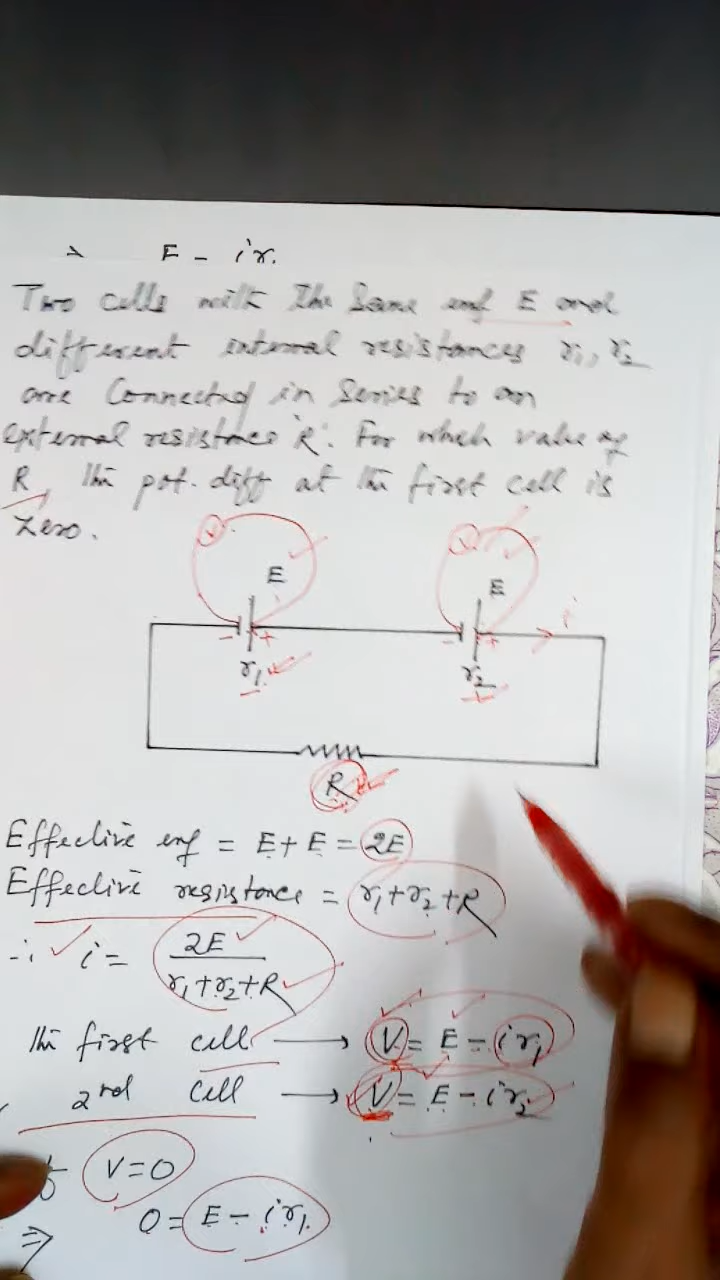 E - ir.
Two cells with the same emf E and
different internal resistances r₁, r₂
are Connected in Series to an
external resistance 'R'. For which value of
R, the pot. diff at the first cell is
zero.
V V
E E
i
- + - +
r₁ r₂
R
Effective emf = E + E = 2E
Effective resistance = r₁+r₂+R
∴ i = 2E
r₁+r₂+R
The first cell → V = E - ir₁
2nd cell → V = E - ir₂
V=0
⇒ 0 = E - ir₁